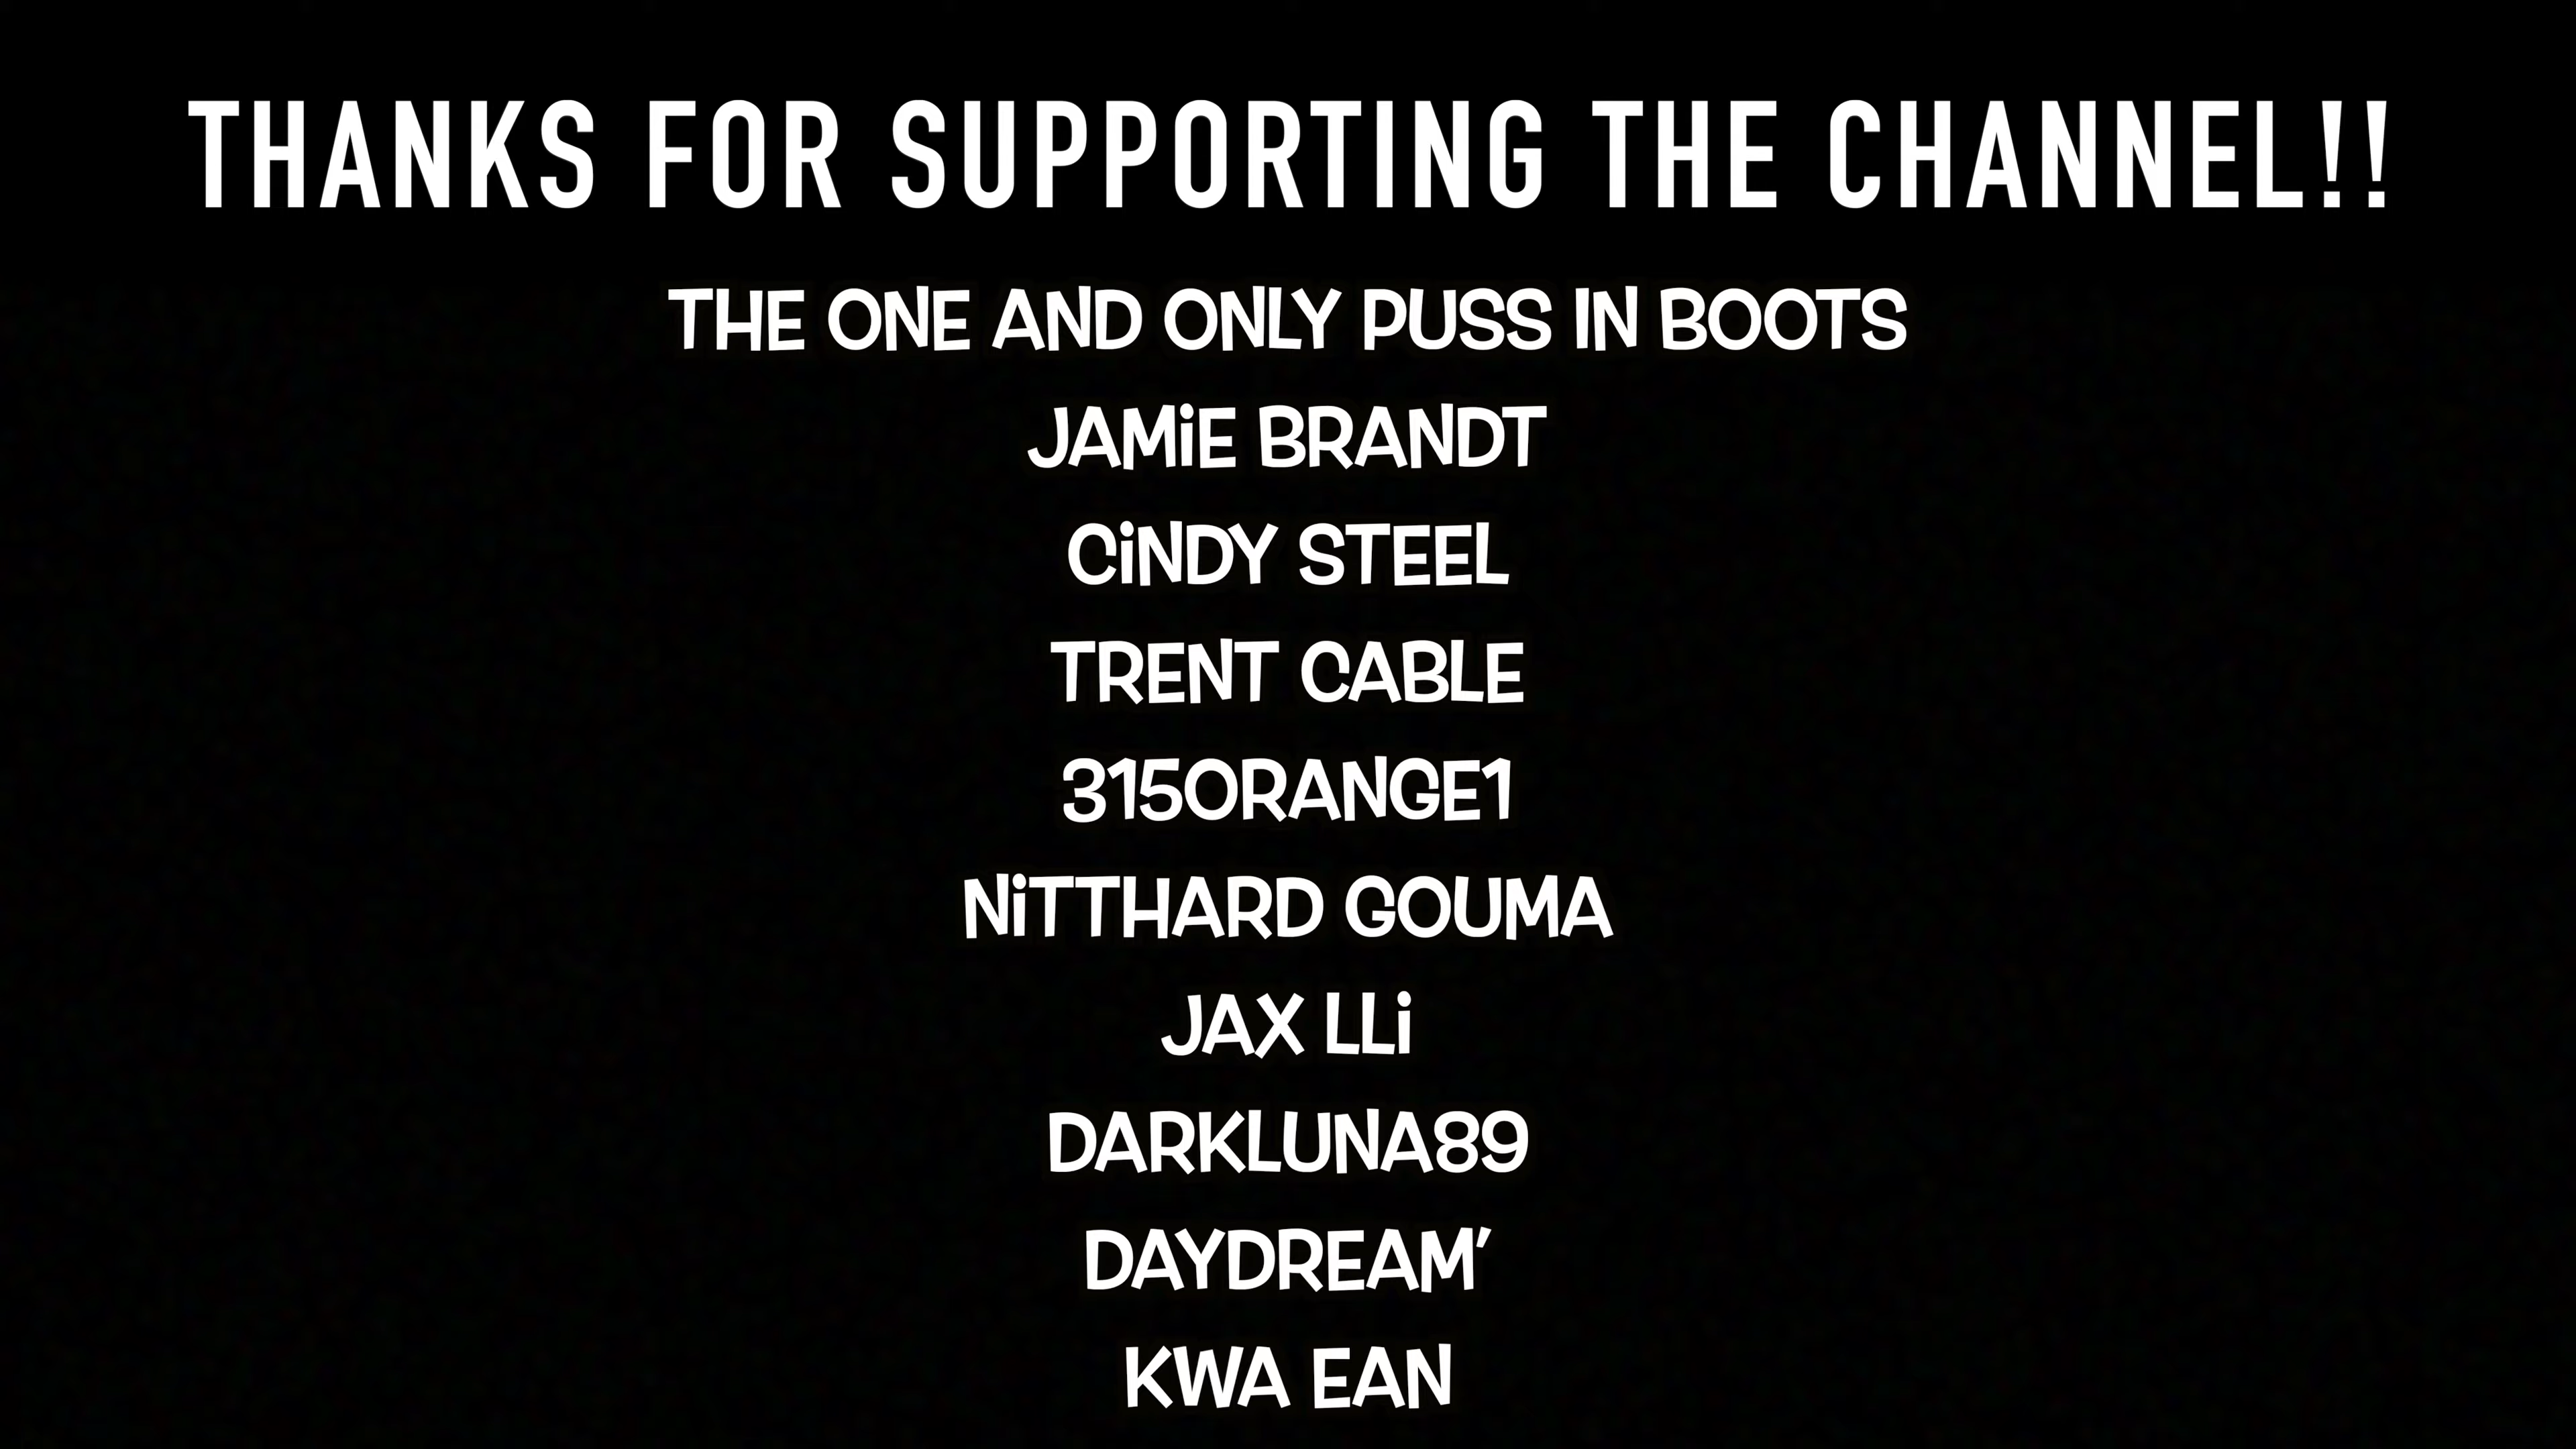 THANKS FOR SUPPORTING THE CHANNEL!!
THE ONE AND ONLY PUSS IN BOOTS
JAMiE BRANDT
CiNDY STEEL
TRENT CABLE
315ORANGE1
NiTTHARD GOUMA
JAX LLi
DARKLUNA89
DAYDREAM'
KWA EAN